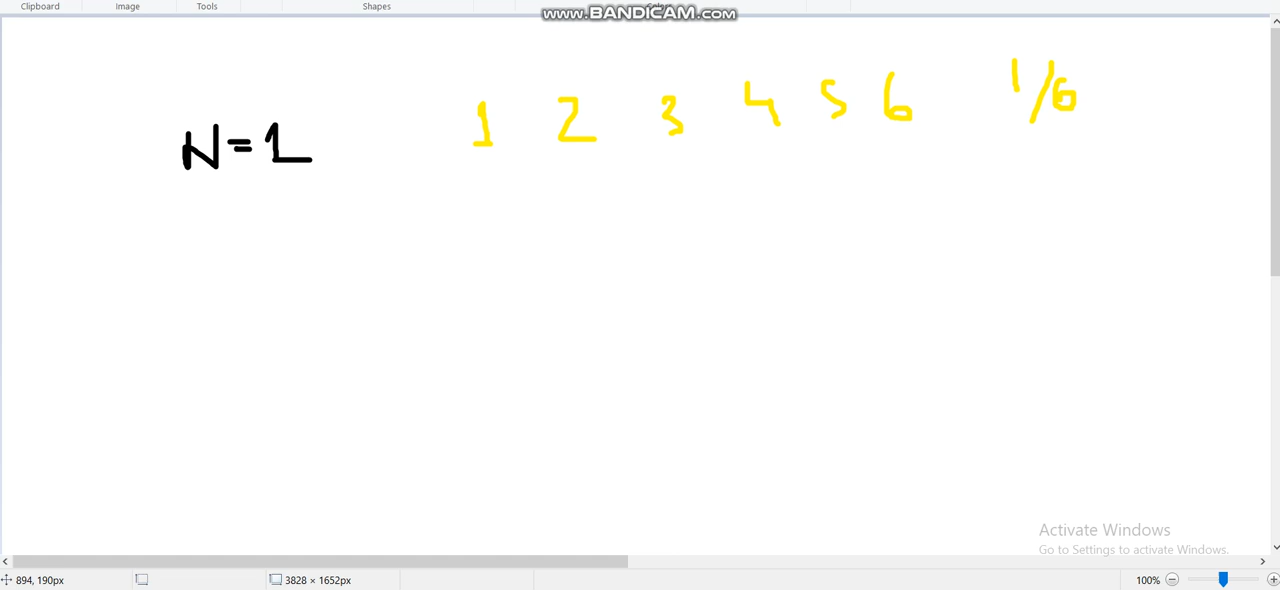 Clipboard Image Tools Shapes Colors
www.BANDICAM.com
N=1 1 2 3 4 5 6 1/6
Activate Windows
Go to Settings to activate Windows.
894, 190px 3828 × 1652px 100%